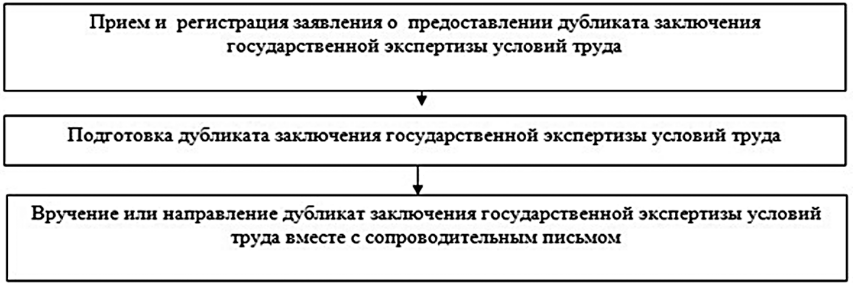 Прием и регистрация заявления о предоставлении дубликата заключения
государственной экспертизы условий труда
Подготовка дубликата заключения государственной экспертизы условий труда
Вручение или направление дубликат заключения государственной экспертизы условий
труда вместе с сопроводительным письмом